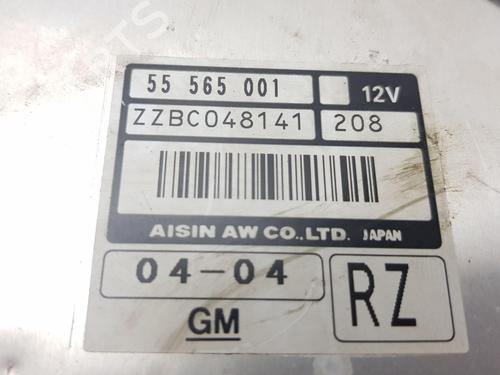 55 565 001 12V
ZZBC048141 208
AISIN AW CO.,LTD. JAPAN
04-04 RZ
GM